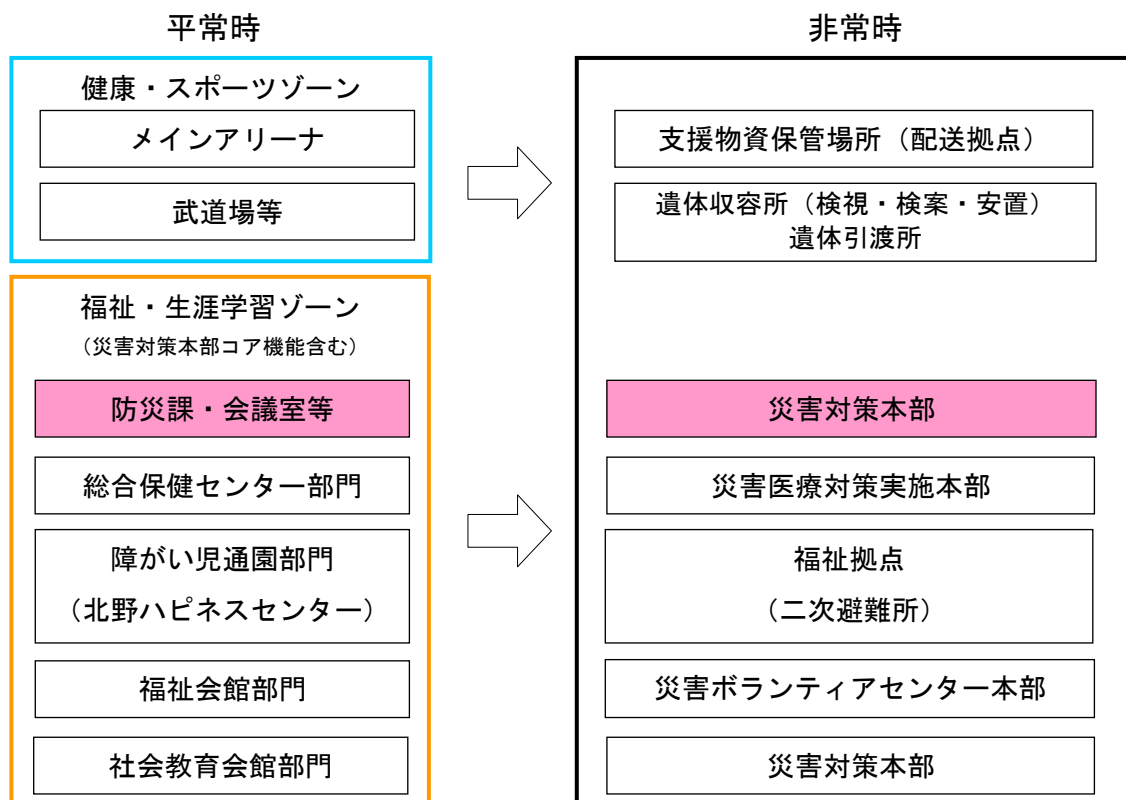 平常時
非常時
健康・スポーツゾーン
メインアリーナ
支援物資保管場所（配送拠点）
武道場等
遺体収容所（検視・検案・安置）
遺体引渡所
福祉・生涯学習ゾーン
（災害対策本部コア機能含む）
防災課・会議室等
災害対策本部
総合保健センター部門
災害医療対策実施本部
障がい児通園部門
（北野ハピネスセンター）
福祉拠点
（二次避難所）
福祉会館部門
災害ボランティアセンター本部
社会教育会館部門
災害対策本部